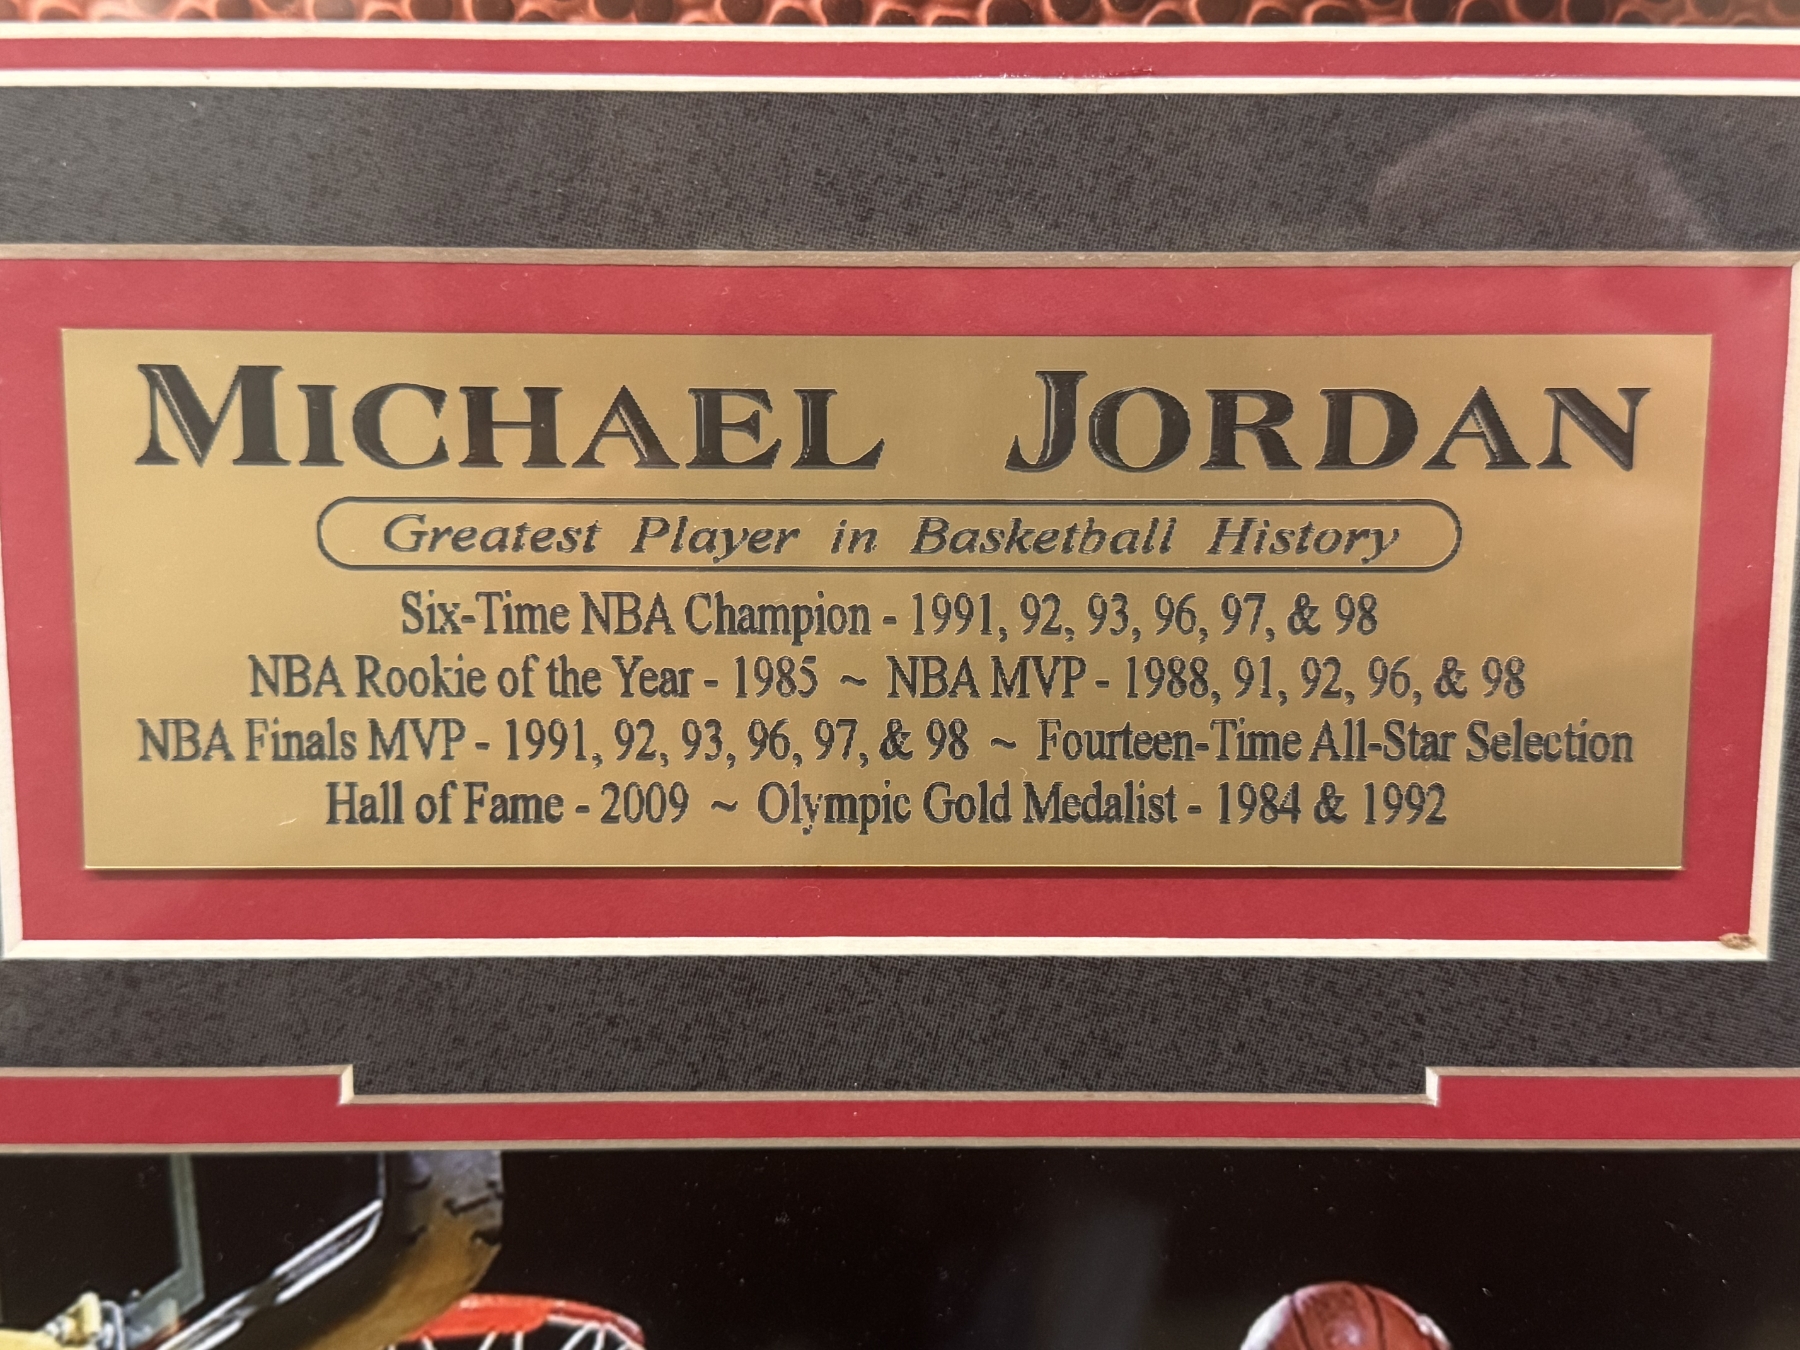 MICHAEL JORDAN
Greatest Player in Basketball History
Six-Time NBA Champion - 1991, 92, 93, 96, 97, & 98
NBA Rookie of the Year - 1985 ~ NBA MVP - 1988, 91, 92, 96, & 98
NBA Finals MVP - 1991, 92, 93, 96, 97, & 98 ~ Fourteen-Time All-Star Selection
Hall of Fame - 2009 ~ Olympic Gold Medalist - 1984 & 1992